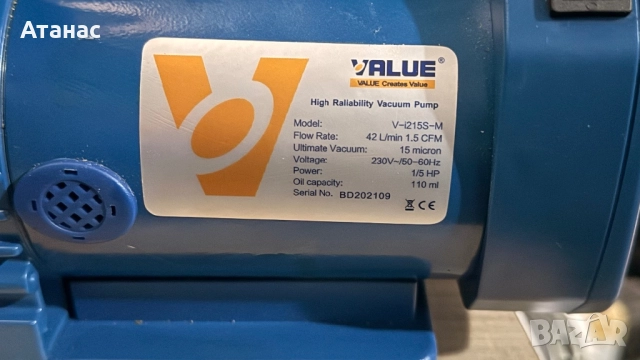 Атанас
VALUE®
VALUE Creates Value
High Raliability Vacuum Pump
Model: V-i215S-M
Flow Rate: 42 L/min 1.5 CFM
Ultimate Vacuum: 15 micron
Voltage: 230V~/50-60Hz
Power: 1/5 HP
Oil capacity: 110 ml
Serial No. BD202109
CE
BAZAR